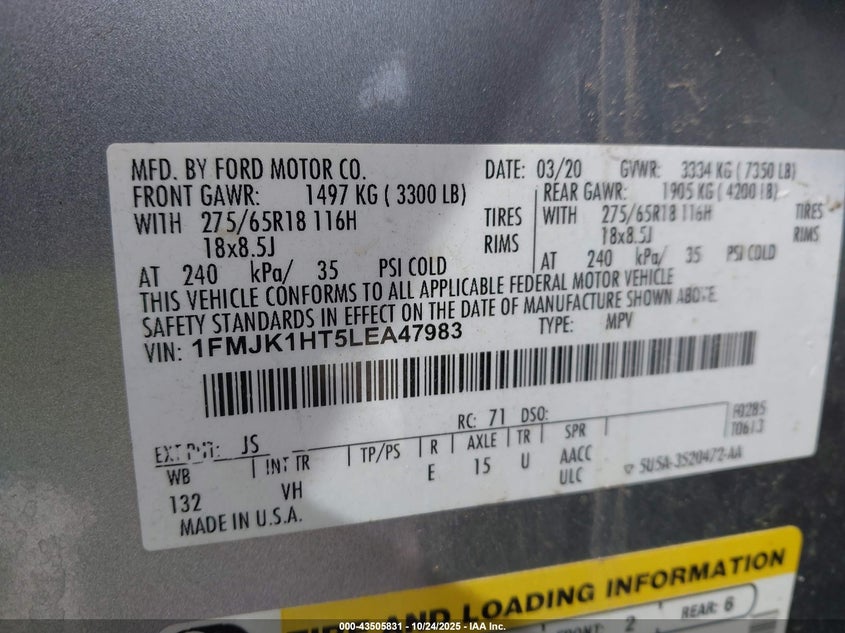 MFD. BY FORD MOTOR CO. DATE: 03/20 GVWR: 3334 KG ( 7350 LB)
FRONT GAWR: 1497 KG ( 3300 LB) REAR GAWR: 1905 KG ( 4200 LB)
WITH 275/65R18 116H TIRES WITH 275/65R18 116H TIRES
18x8.5J RIMS 18x8.5J RIMS
AT 240 kPa/ 35 PSI COLD AT 240 kPa/ 35 PSI COLD
THIS VEHICLE CONFORMS TO ALL APPLICABLE FEDERAL MOTOR VEHICLE
SAFETY STANDARDS IN EFFECT ON THE DATE OF MANUFACTURE SHOWN ABOVE.
VIN: 1FMJK1HT5LEA47983 TYPE: MPV
F0285
RC: 71 DSO: T0613
EXT PNT: JS
WB INT TR TP/PS R AXLE TR SPR
132 VH E 15 U AACC
ULC 5U5A-3520472-AA
MADE IN U.S.A.
TIRE AND LOADING INFORMATION
FRONT: 2 REAR: 6
000-43505831 - 10/24/2025 - IAA Inc.